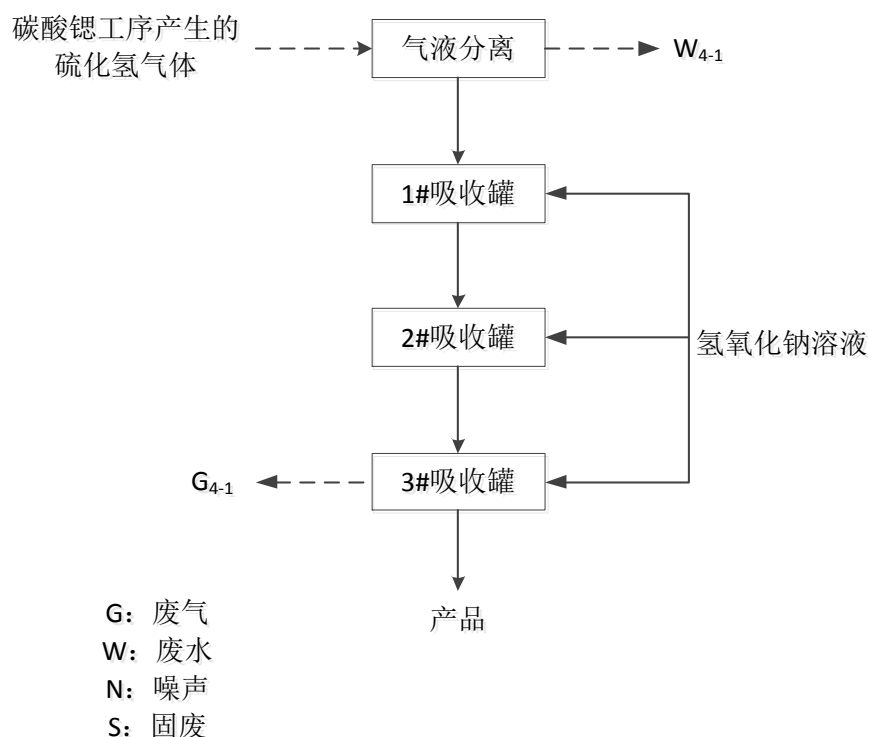 碳酸锶工序产生的
硫化氢气体
气液分离
W4-1
1#吸收罐
2#吸收罐
氢氧化钠溶液
G4-1
3#吸收罐
产品
G：废气
W：废水
N：噪声
S：固废